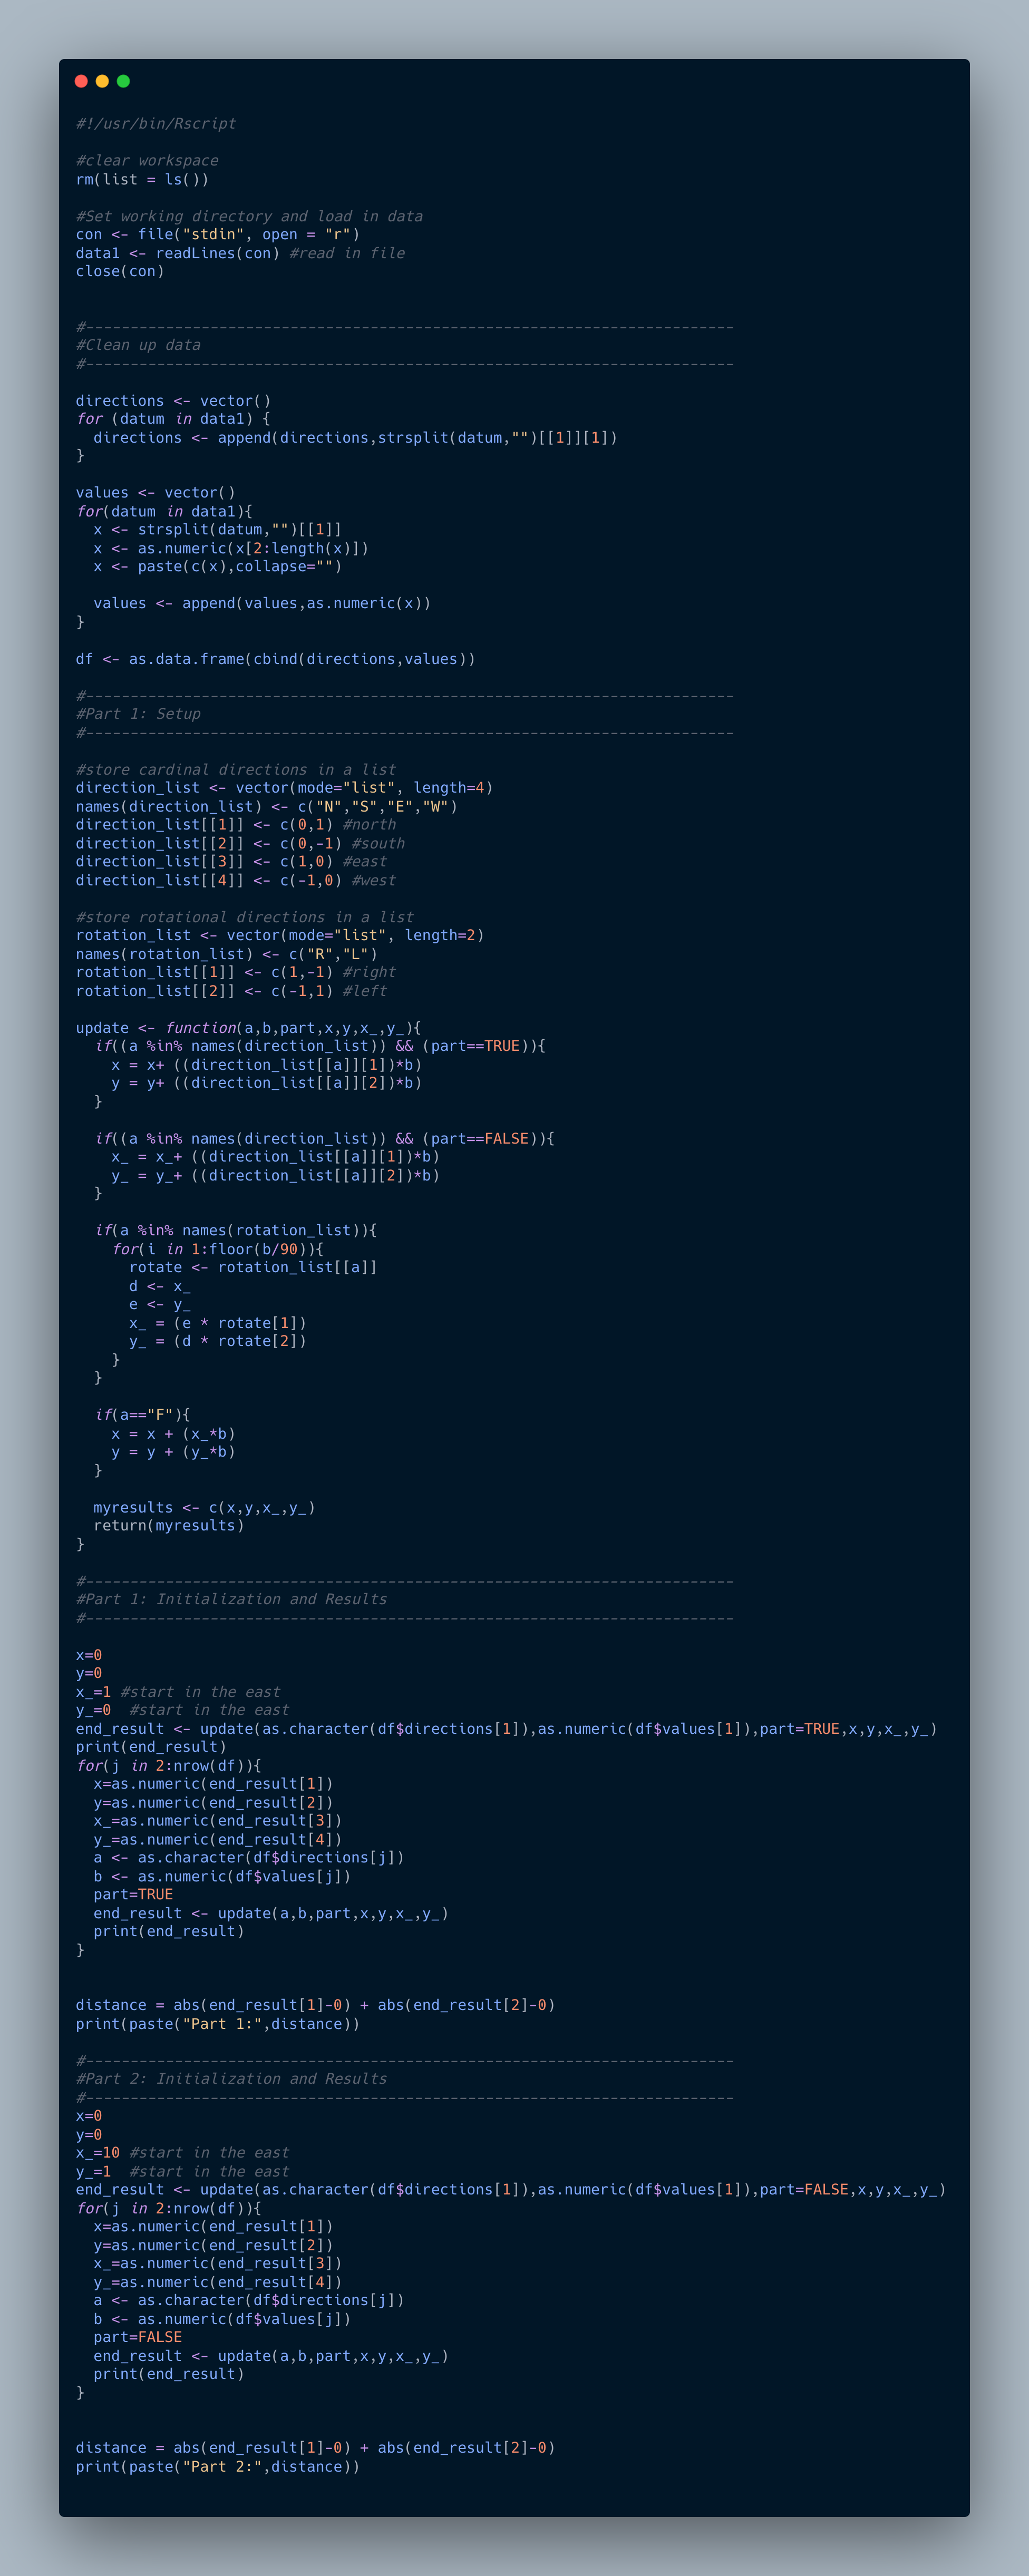 #!/usr/bin/Rscript
#clear workspace
rm(list = ls())
#Set working directory and load in data
con <- file("stdin", open = "r")
data1 <- readLines(con) #read in file
close(con)
#-------------------------------------------------------------------------
#Clean up data
#-------------------------------------------------------------------------
directions <- vector()
for (datum in data1) {
  directions <- append(directions,strsplit(datum,"")[[1]][1])
}
values <- vector()
for(datum in data1){
  x <- strsplit(datum,"")[[1]]
  x <- as.numeric(x[2:length(x)])
  x <- paste(c(x),collapse="")
  values <- append(values,as.numeric(x))
}
df <- as.data.frame(cbind(directions,values))
#-------------------------------------------------------------------------
#Part 1: Setup
#-------------------------------------------------------------------------
#store cardinal directions in a list
direction_list <- vector(mode="list", length=4)
names(direction_list) <- c("N","S","E","W")
direction_list[[1]] <- c(0,1) #north
direction_list[[2]] <- c(0,-1) #south
direction_list[[3]] <- c(1,0) #east
direction_list[[4]] <- c(-1,0) #west
#store rotational directions in a list
rotation_list <- vector(mode="list", length=2)
names(rotation_list) <- c("R","L")
rotation_list[[1]] <- c(1,-1) #right
rotation_list[[2]] <- c(-1,1) #left
update <- function(a,b,part,x,y,x_,y_){
  if((a %in% names(direction_list)) && (part==TRUE)){
    x = x+ ((direction_list[[a]][1])*b)
    y = y+ ((direction_list[[a]][2])*b)
  }
  if((a %in% names(direction_list)) && (part==FALSE)){
    x_ = x_+ ((direction_list[[a]][1])*b)
    y_ = y_+ ((direction_list[[a]][2])*b)
  }
  if(a %in% names(rotation_list)){
    for(i in 1:floor(b/90)){
      rotate <- rotation_list[[a]]
      d <- x_
      e <- y_
      x_ = (e * rotate[1])
      y_ = (d * rotate[2])
    }
  }
  if(a=="F"){
    x = x + (x_*b)
    y = y + (y_*b)
  }
  myresults <- c(x,y,x_,y_)
  return(myresults)
}
#-------------------------------------------------------------------------
#Part 1: Initialization and Results
#-------------------------------------------------------------------------
x=0
y=0
x_=1 #start in the east
y_=0  #start in the east
end_result <- update(as.character(df$directions[1]),as.numeric(df$values[1]),part=TRUE,x,y,x_,y_)
print(end_result)
for(j in 2:nrow(df)){
  x=as.numeric(end_result[1])
  y=as.numeric(end_result[2])
  x_=as.numeric(end_result[3])
  y_=as.numeric(end_result[4])
  a <- as.character(df$directions[j])
  b <- as.numeric(df$values[j])
  part=TRUE
  end_result <- update(a,b,part,x,y,x_,y_)
  print(end_result)
}
distance = abs(end_result[1]-0) + abs(end_result[2]-0)
print(paste("Part 1:",distance))
#-------------------------------------------------------------------------
#Part 2: Initialization and Results
#-------------------------------------------------------------------------
x=0
y=0
x_=10 #start in the east
y_=1  #start in the east
end_result <- update(as.character(df$directions[1]),as.numeric(df$values[1]),part=FALSE,x,y,x_,y_)
for(j in 2:nrow(df)){
  x=as.numeric(end_result[1])
  y=as.numeric(end_result[2])
  x_=as.numeric(end_result[3])
  y_=as.numeric(end_result[4])
  a <- as.character(df$directions[j])
  b <- as.numeric(df$values[j])
  part=FALSE
  end_result <- update(a,b,part,x,y,x_,y_)
  print(end_result)
}
distance = abs(end_result[1]-0) + abs(end_result[2]-0)
print(paste("Part 2:",distance))